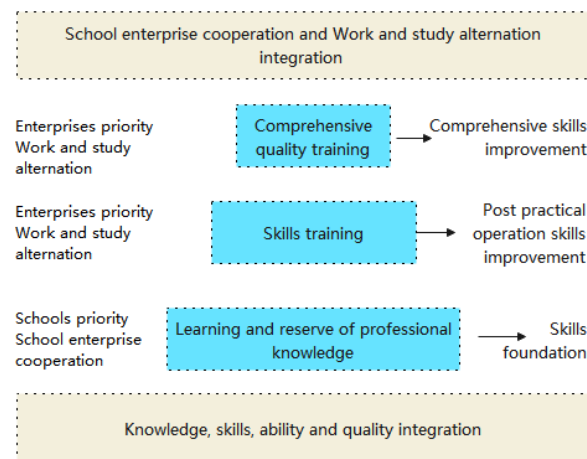 School enterprise cooperation and Work and study alternation
integration
Enterprises priority
Work and study
alternation
Comprehensive
quality training
Comprehensive skills
improvement
Enterprises priority
Work and study
alternation
Skills training
Post practical
operation skills
improvement
Schools priority
School enterprise
cooperation
Learning and reserve of professional
knowledge
Skills
foundation
Knowledge, skills, ability and quality integration